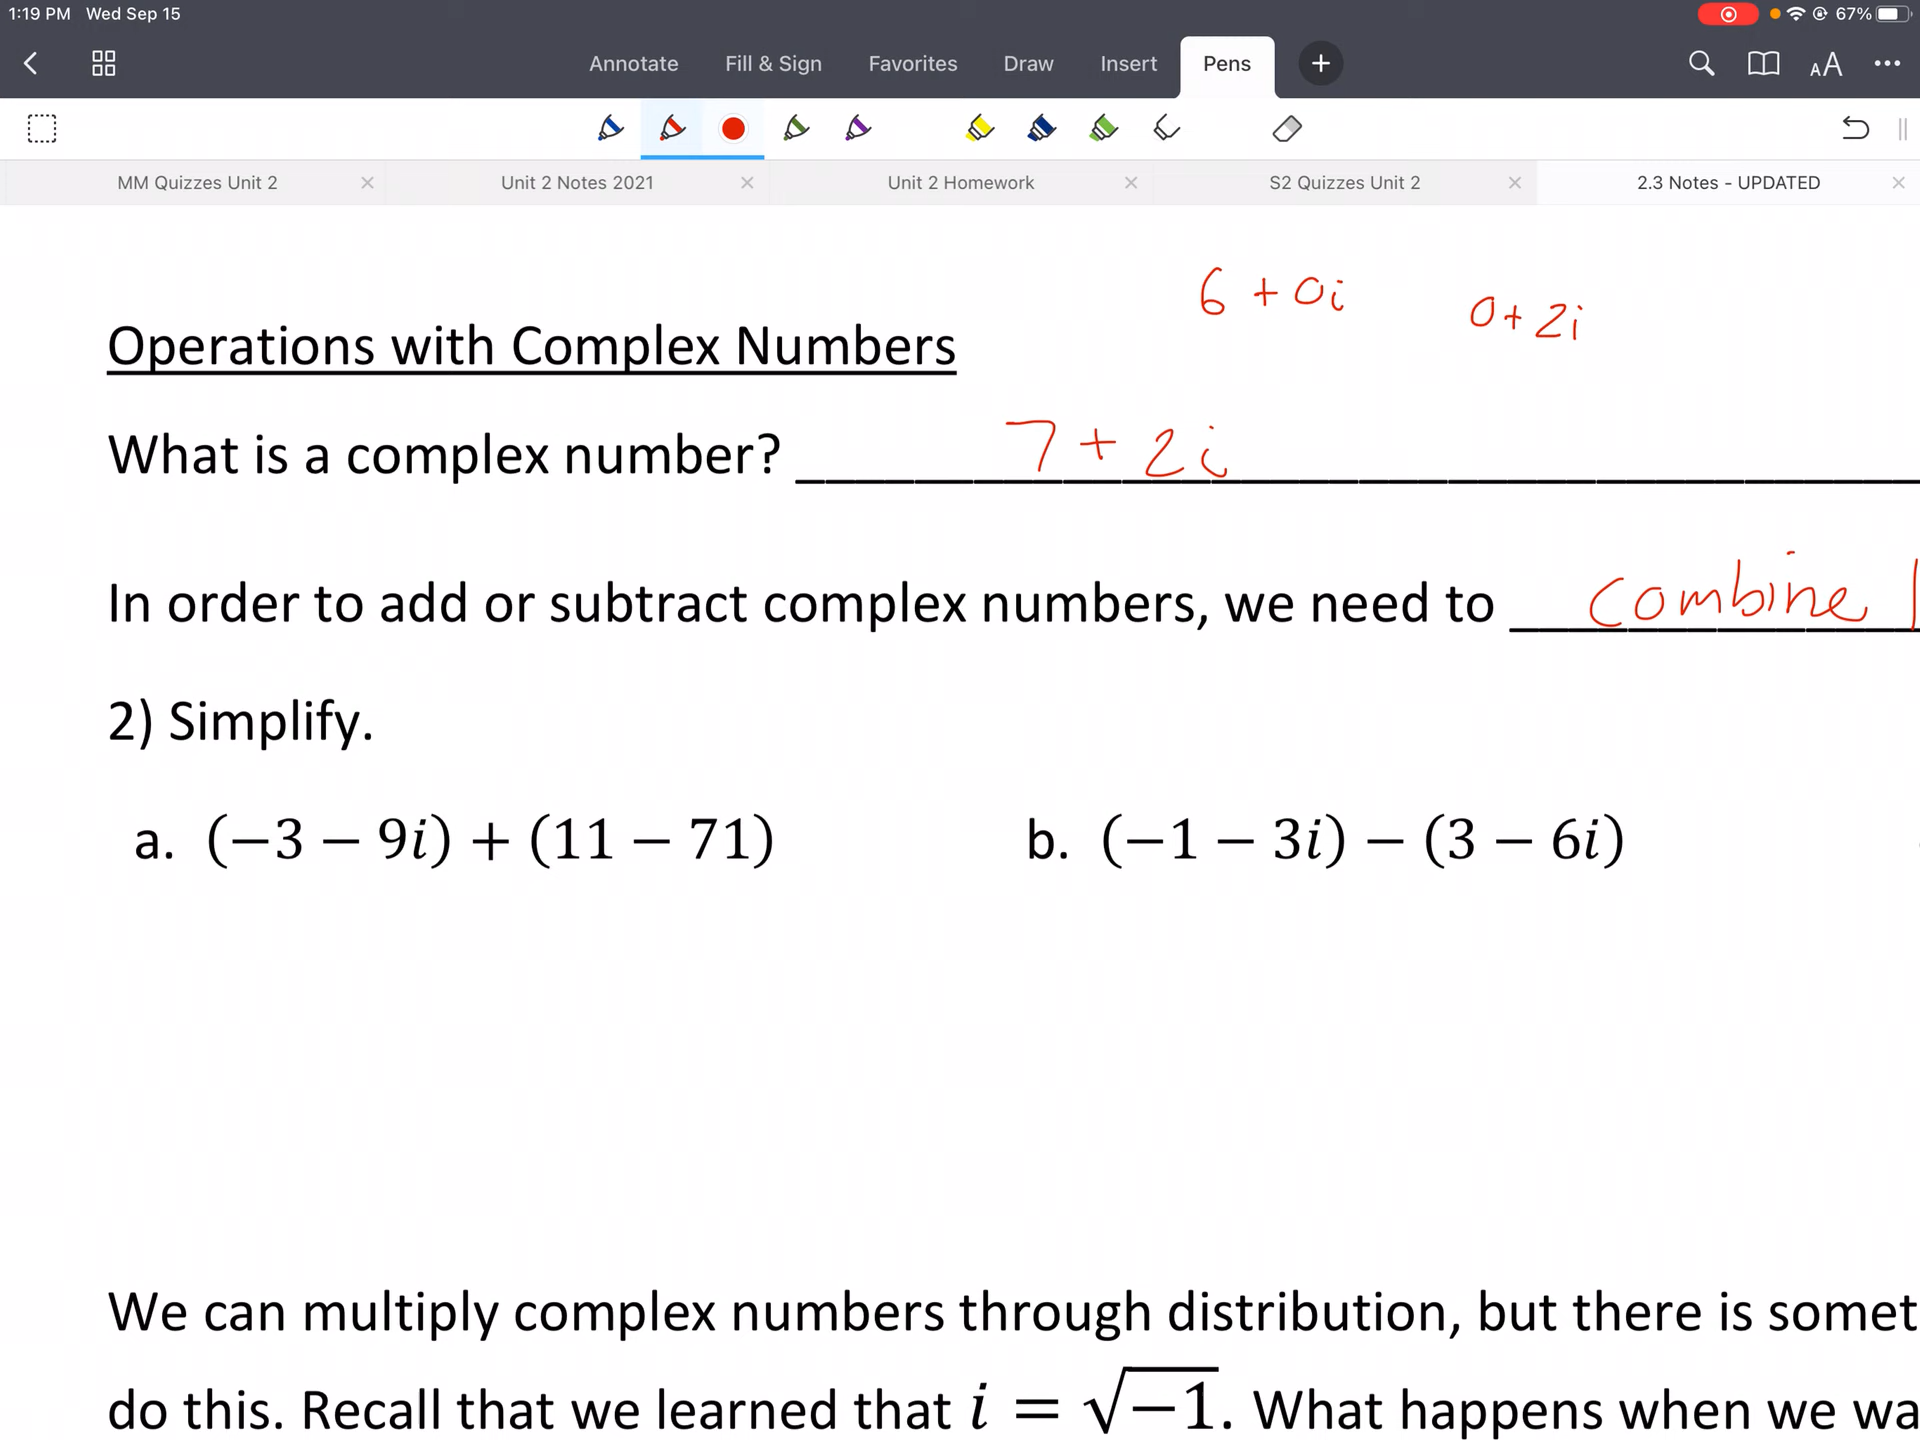 1:19 PM Wed Sep 15 67%
Annotate Fill & Sign Favorites Draw Insert Pens
MM Quizzes Unit 2 Unit 2 Notes 2021 Unit 2 Homework S2 Quizzes Unit 2 2.3 Notes - UPDATED
6 + 0i 0 + 2i
Operations with Complex Numbers
What is a complex number? 7 + 2i
In order to add or subtract complex numbers, we need to combine
2) Simplify.
a. (−3 − 9i) + (11 − 71) b. (−1 − 3i) − (3 − 6i)
We can multiply complex numbers through distribution, but there is somet
do this. Recall that we learned that i = √−1. What happens when we wa